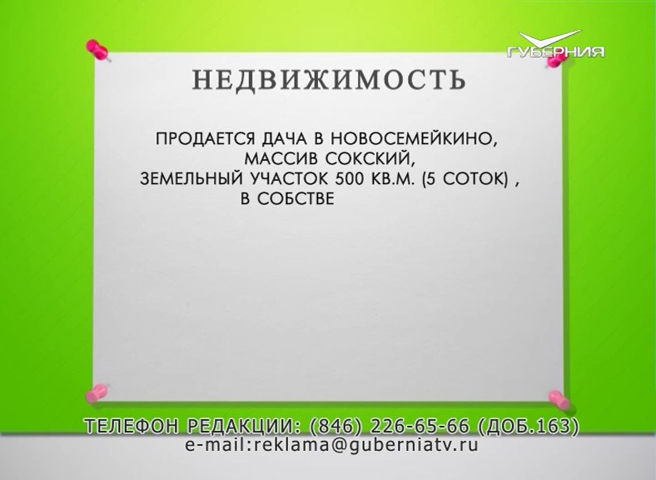 ГУБЕРНИЯ
НЕДВИЖИМОСТЬ
ПРОДАЕТСЯ ДАЧА В НОВОСЕМЕЙКИНО,
МАССИВ СОКСКИЙ,
ЗЕМЕЛЬНЫЙ УЧАСТОК 500 КВ.М. (5 СОТОК) ,
В СОБСТВЕ
ТЕЛЕФОН РЕДАКЦИИ: (846) 226-65-66 (ДОБ.163)
e-mail:reklama@guberniatv.ru